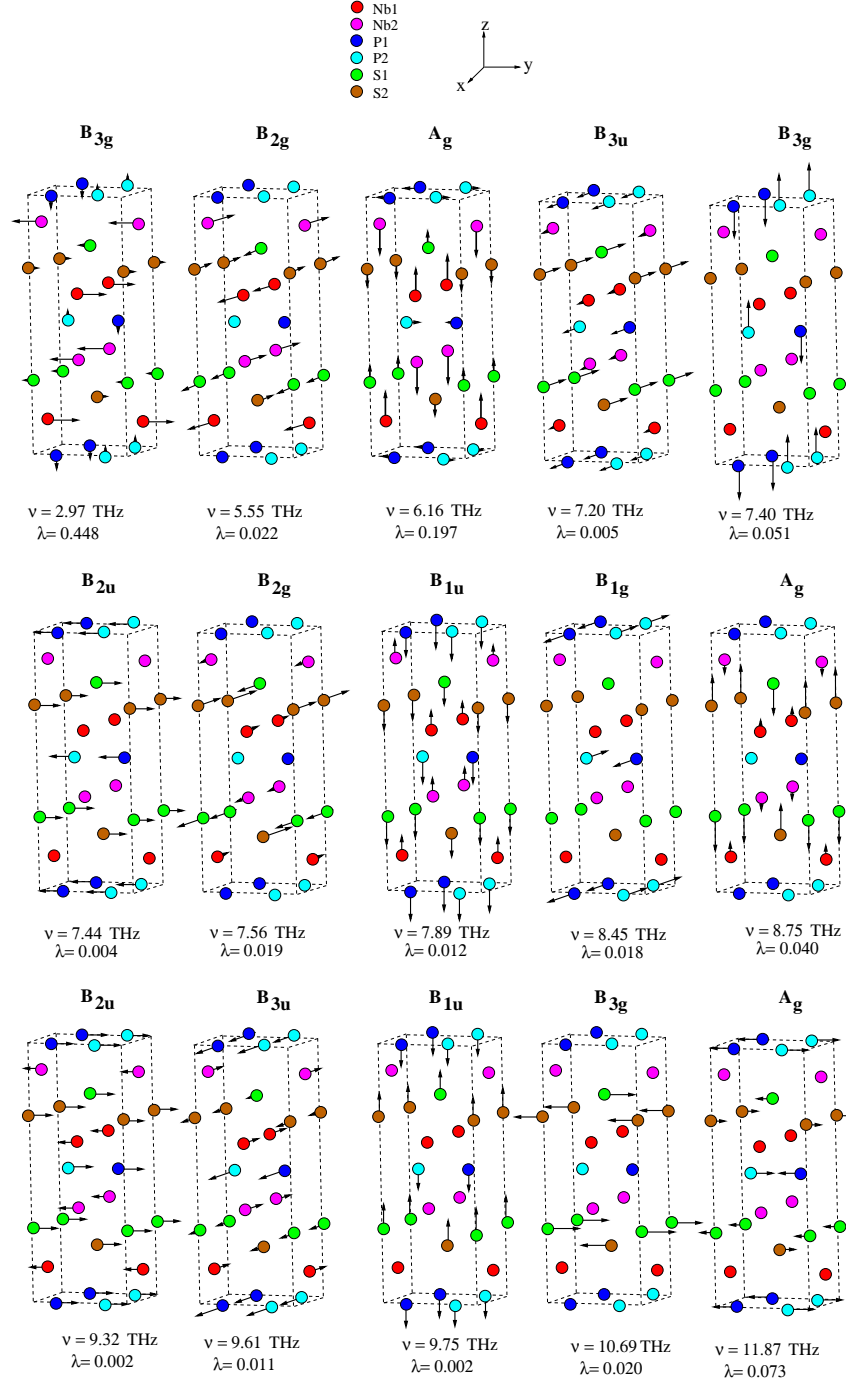 Nb1
Nb2
P1
P2
S1
S2
z
y
x
B3g B2g Ag B3u B3g
ν = 2.97 THz ν = 5.55 THz ν = 6.16 THz ν = 7.20 THz ν = 7.40 THz
λ= 0.448 λ= 0.022 λ= 0.197 λ= 0.005 λ= 0.051
B2u B2g B1u B1g Ag
ν = 7.44 THz ν = 7.56 THz ν = 7.89 THz ν = 8.45 THz ν = 8.75 THz
λ= 0.004 λ= 0.019 λ= 0.012 λ= 0.018 λ= 0.040
B2u B3u B1u B3g Ag
ν = 9.32 THz ν = 9.61 THz ν = 9.75 THz ν = 10.69 THz ν = 11.87 THz
λ= 0.002 λ= 0.011 λ= 0.002 λ= 0.020 λ= 0.073